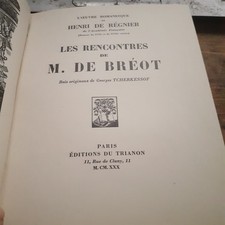 L'ŒUVRE ROMANESQUE
DE
HENRI DE RÉGNIER
DE L'ACADÉMIE FRANÇAISE
LES RENCONTRES
DE
M. DE BRÉOT
Bois originaux de Georges TCHERKESSOF
PARIS
ÉDITIONS DU TRIANON
11, Rue de Cluny, 11
M.CM.XXX